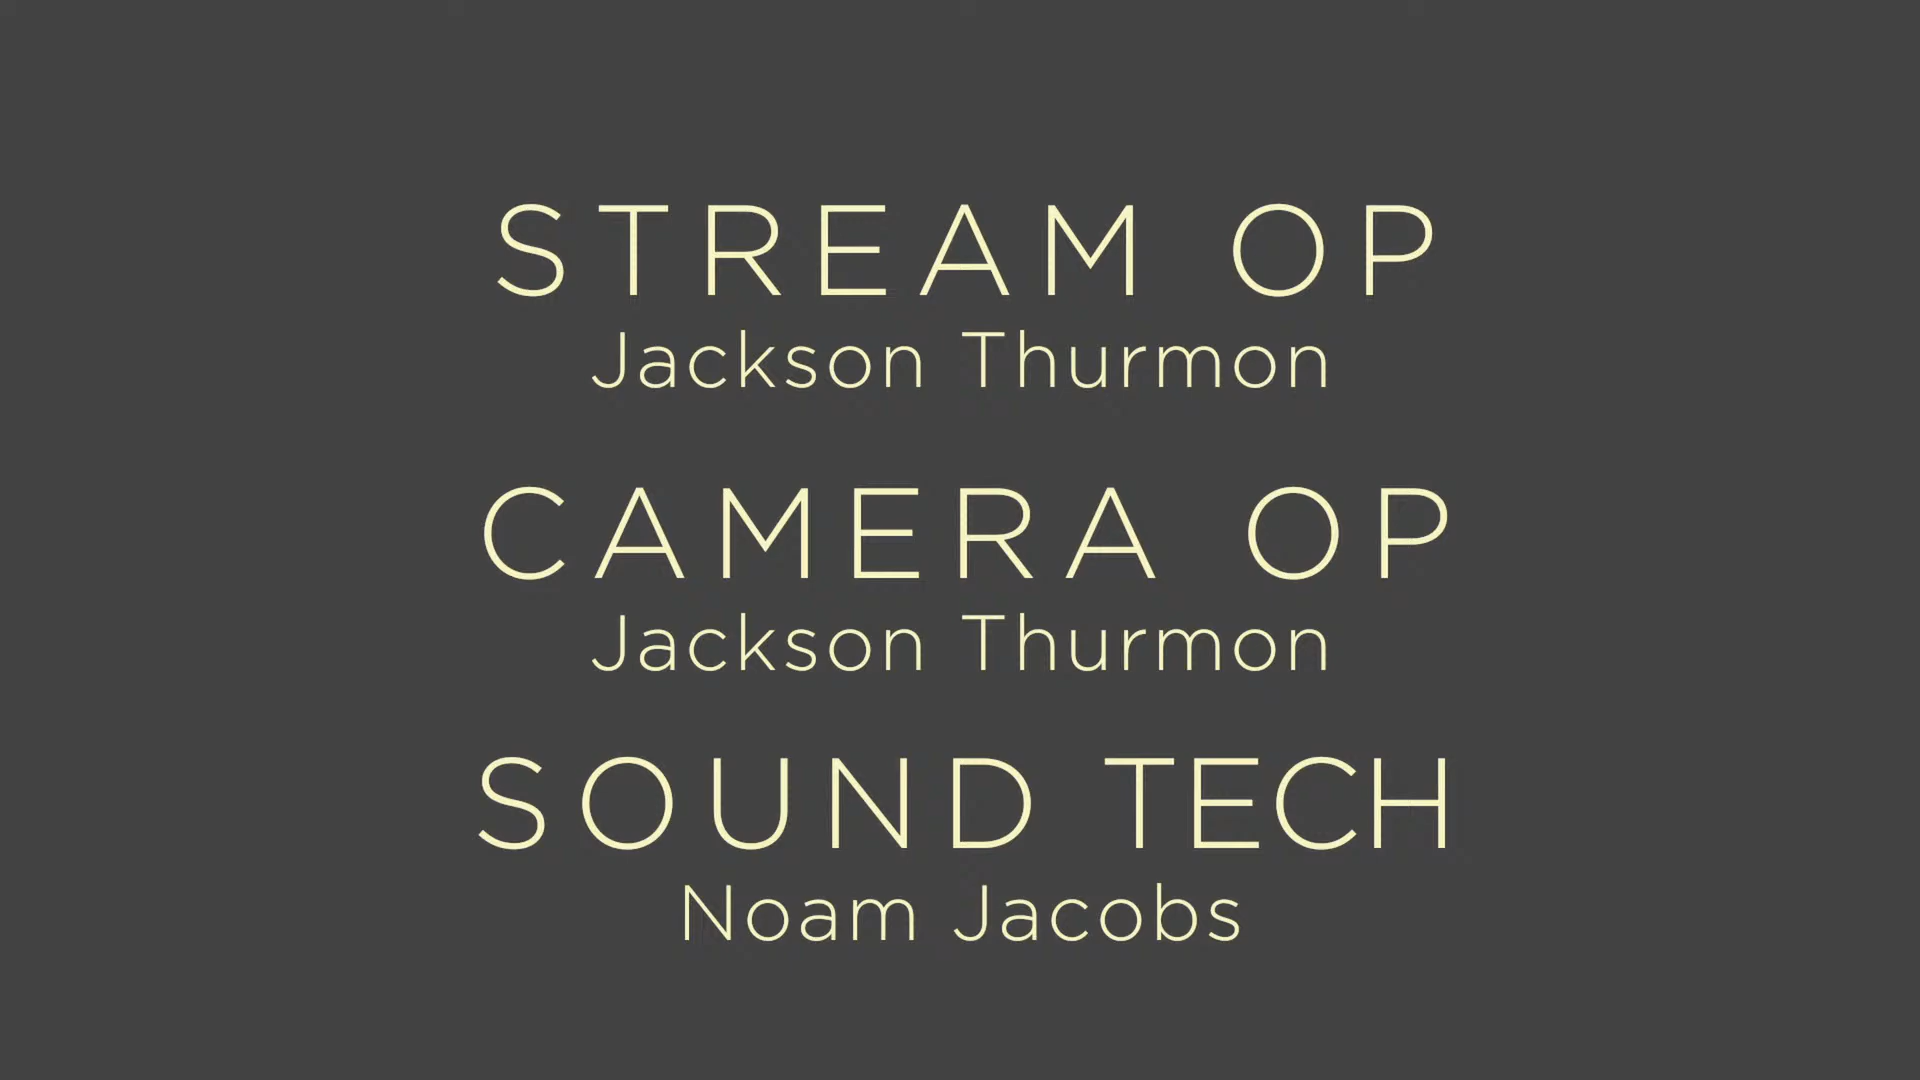 STREAM OP
Jackson Thurmon
CAMERA OP
Jackson Thurmon
SOUND TECH
Noam Jacobs